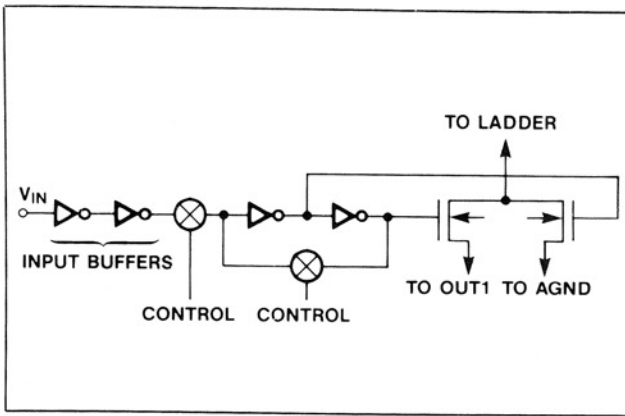 TO LADDER
VIN
INPUT BUFFERS
TO OUT1 TO AGND
CONTROL CONTROL